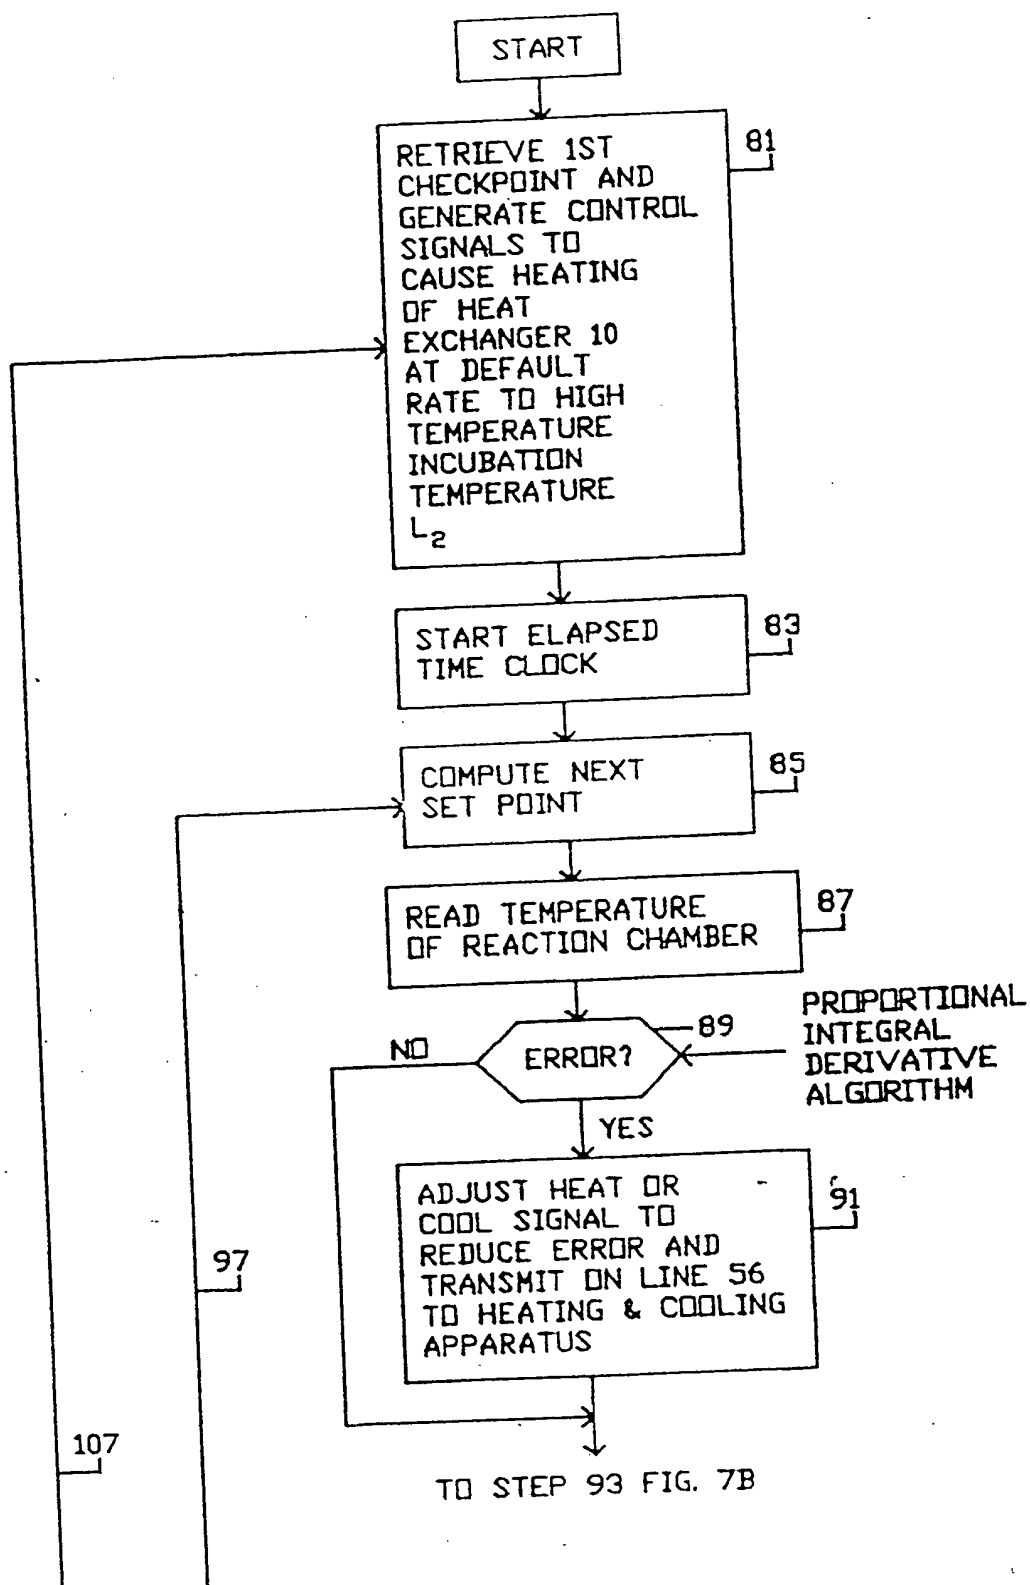 START
RETRIEVE 1ST
CHECKPOINT AND
GENERATE CONTROL
SIGNALS TO
CAUSE HEATING
OF HEAT
EXCHANGER 10
AT DEFAULT
RATE TO HIGH
TEMPERATURE
INCUBATION
TEMPERATURE
L2
81
START ELAPSED
TIME CLOCK
83
COMPUTE NEXT
SET POINT
85
READ TEMPERATURE
OF REACTION CHAMBER
87
ERROR?
89
NO
PROPORTIONAL
INTEGRAL
DERIVATIVE
ALGORITHM
YES
ADJUST HEAT OR
COOL SIGNAL TO
REDUCE ERROR AND
TRANSMIT ON LINE 56
TO HEATING & COOLING
APPARATUS
91
97
107
TO STEP 93 FIG. 7B